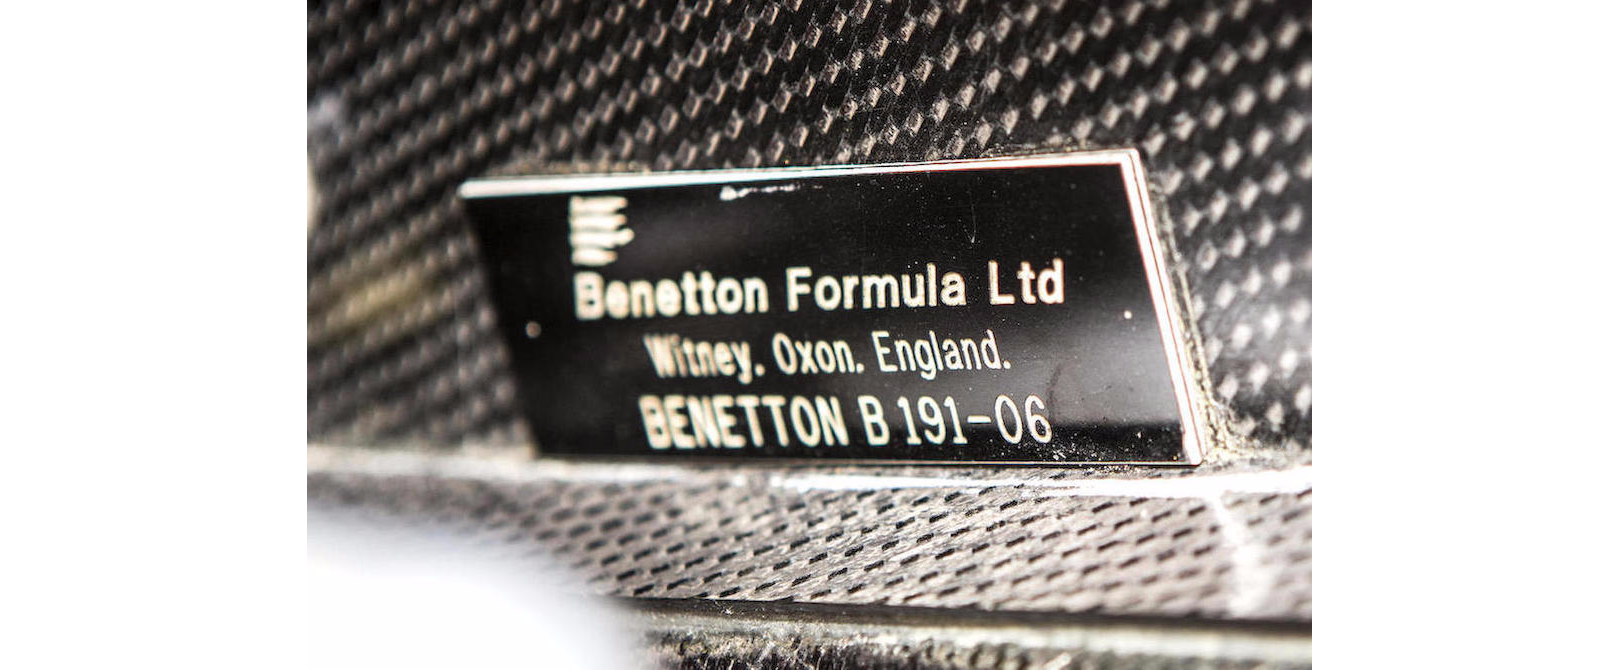 Benetton Formula Ltd
Witney. Oxon. England.
BENETTON B 191-06